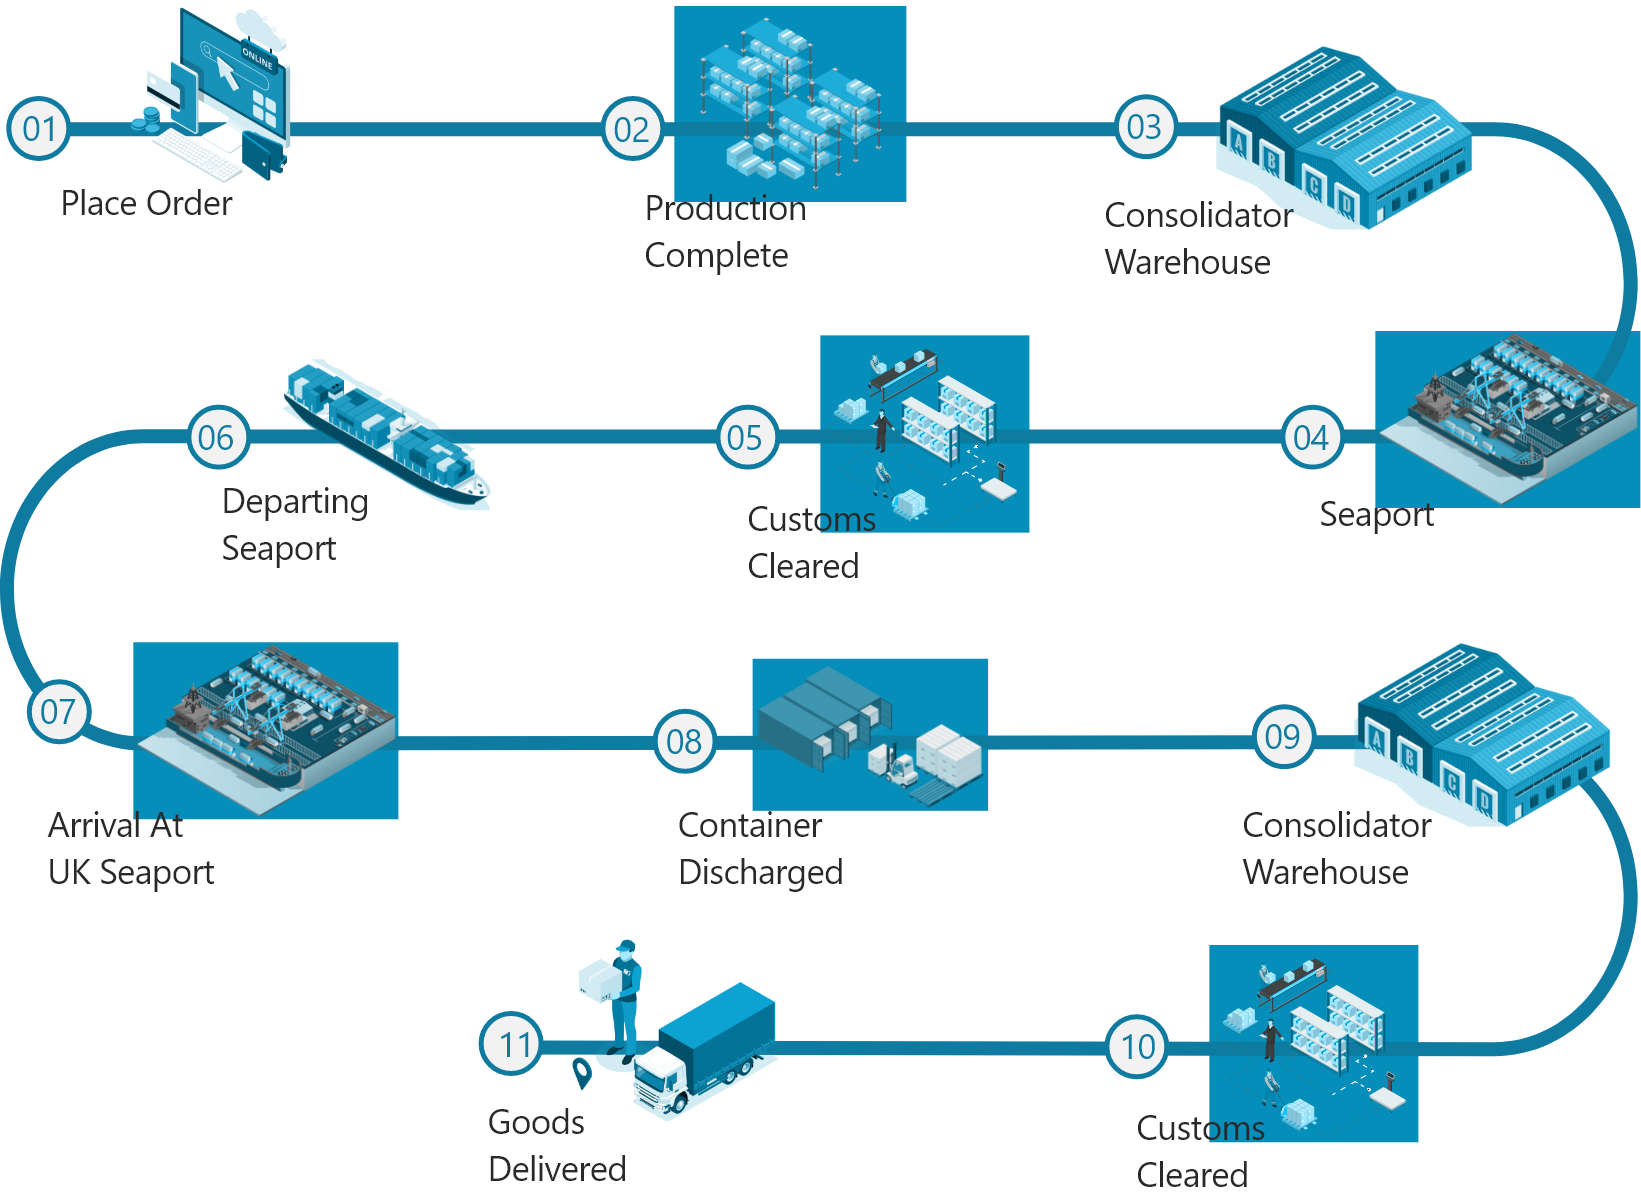 01
ONLINE
Place Order
02
Production
Complete
03
A
B
C
D
Consolidator
Warehouse
04
Seaport
05
Customs
Cleared
06
Departing
Seaport
07
Arrival At
UK Seaport
08
Container
Discharged
09
A
B
C
D
Consolidator
Warehouse
10
Customs
Cleared
11
Goods
Delivered